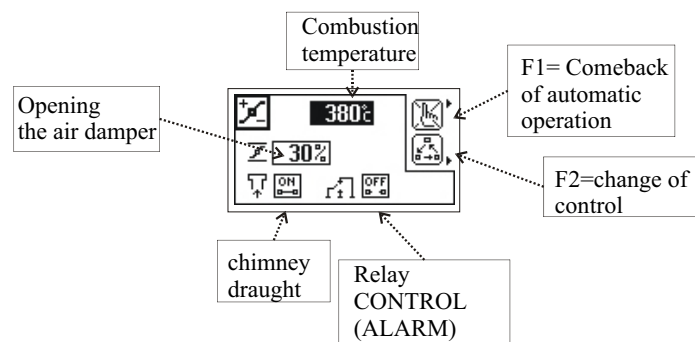 Combustion
temperature
F1= Comeback
of automatic
operation
Opening
the air damper
380°c
30%
ON
OFF
F2=change of
control
chimney
draught
Relay
CONTROL
(ALARM)